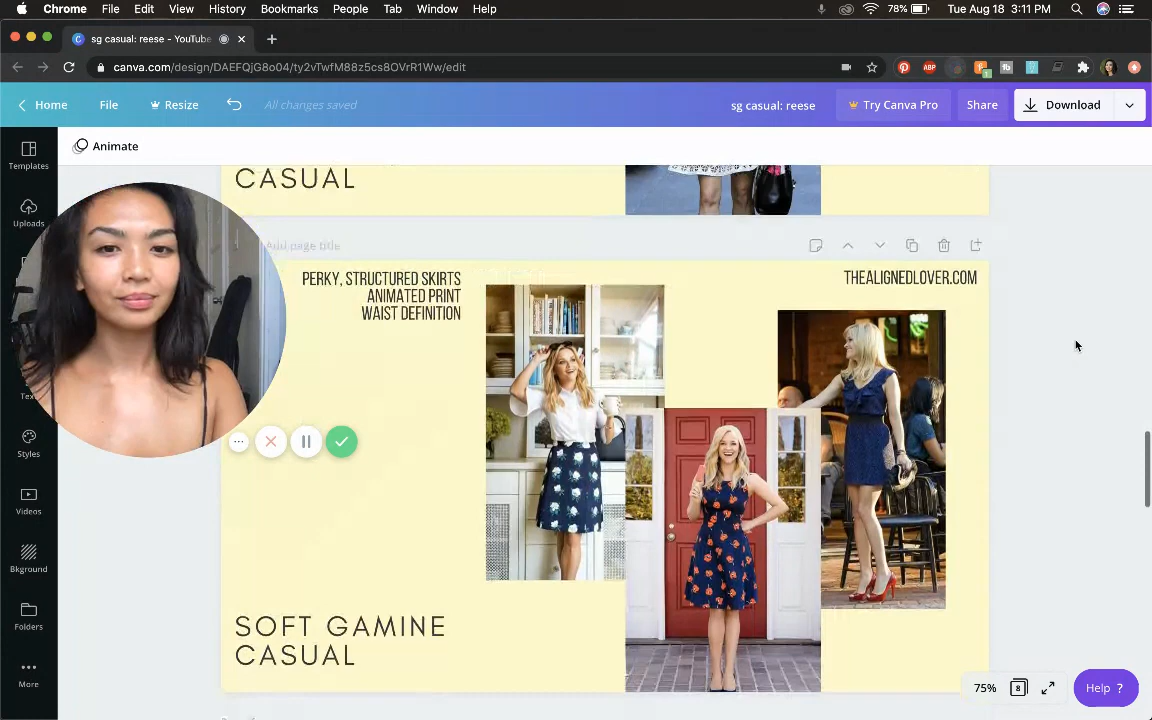 Chrome File Edit View History Bookmarks People Tab Window Help
78% Tue Aug 18 3:11 PM
sg casual: reese - YouTube
canva.com/design/DAEFQjG8o04/ty2vTwfM88z5cs8OVrR1Ww/edit
Home File Resize All changes saved sg casual: reese Try Canva Pro Share Download
Animate
Templates
Uploads
Text
Styles
Videos
Bkground
Folders
More
CASUAL
Add page title
PERKY, STRUCTURED SKIRTS
ANIMATED PRINT
WAIST DEFINITION
THEALIGNEDLOVER.COM
SOFT GAMINE
CASUAL
75% 8 Help ?